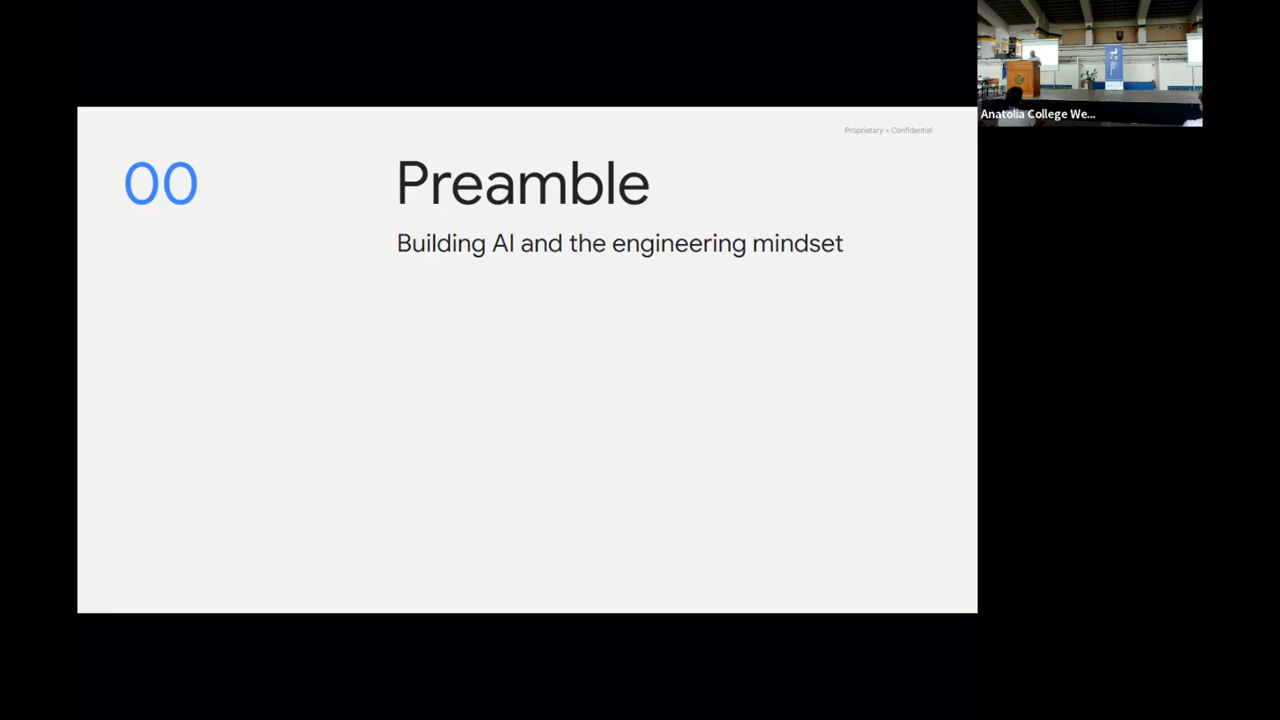 Proprietary + Confidential
00
Preamble
Building AI and the engineering mindset
Anatolia College We...